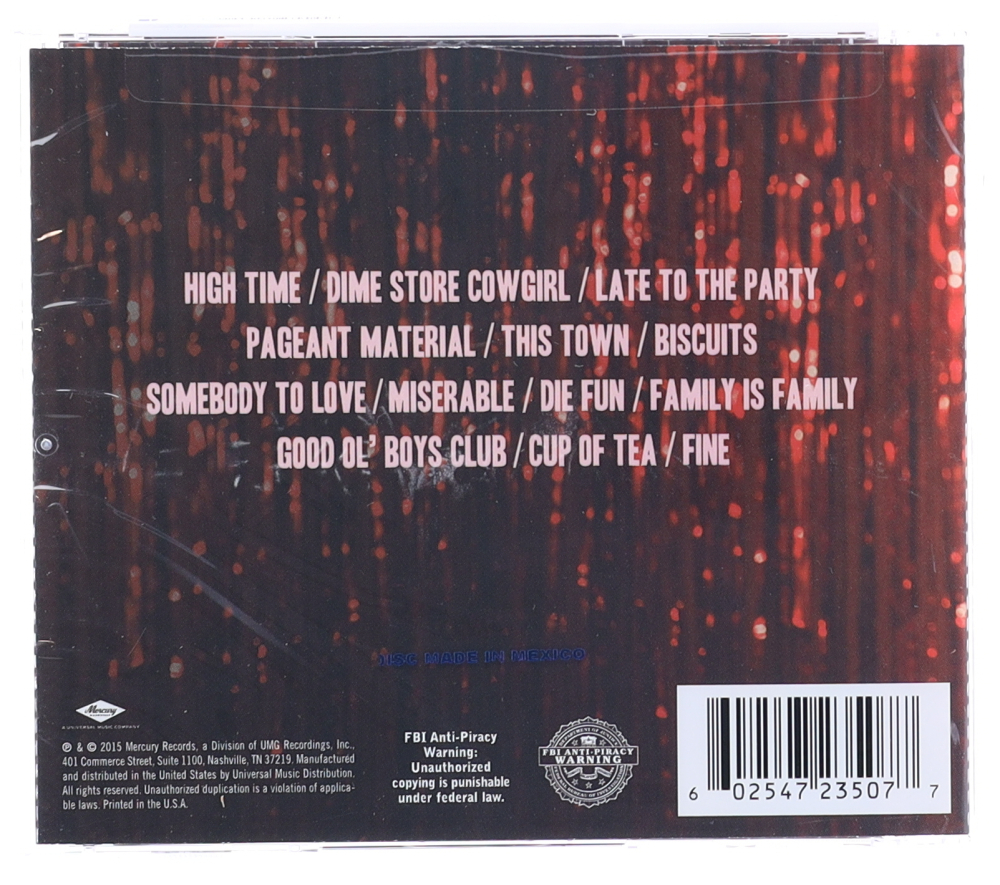 HIGH TIME / DIME STORE COWGIRL / LATE TO THE PARTY
PAGEANT MATERIAL / THIS TOWN / BISCUITS
SOMEBODY TO LOVE / MISERABLE / DIE FUN / FAMILY IS FAMILY
GOOD OL' BOYS CLUB / CUP OF TEA / FINE
DISC MADE IN MEXICO
Mercury
A UNIVERSAL MUSIC COMPANY
℗ & © 2015 Mercury Records, a Division of UMG Recordings, Inc.,
401 Commerce Street, Suite 1100, Nashville, TN 37219. Manufactured
and distributed in the United States by Universal Music Distribution.
All rights reserved. Unauthorized duplication is a violation of applica-
ble laws. Printed in the U.S.A.
FBI Anti-Piracy
Warning:
Unauthorized
copying is punishable
under federal law.
FBI ANTI-PIRACY
WARNING
6 02547 23507 7